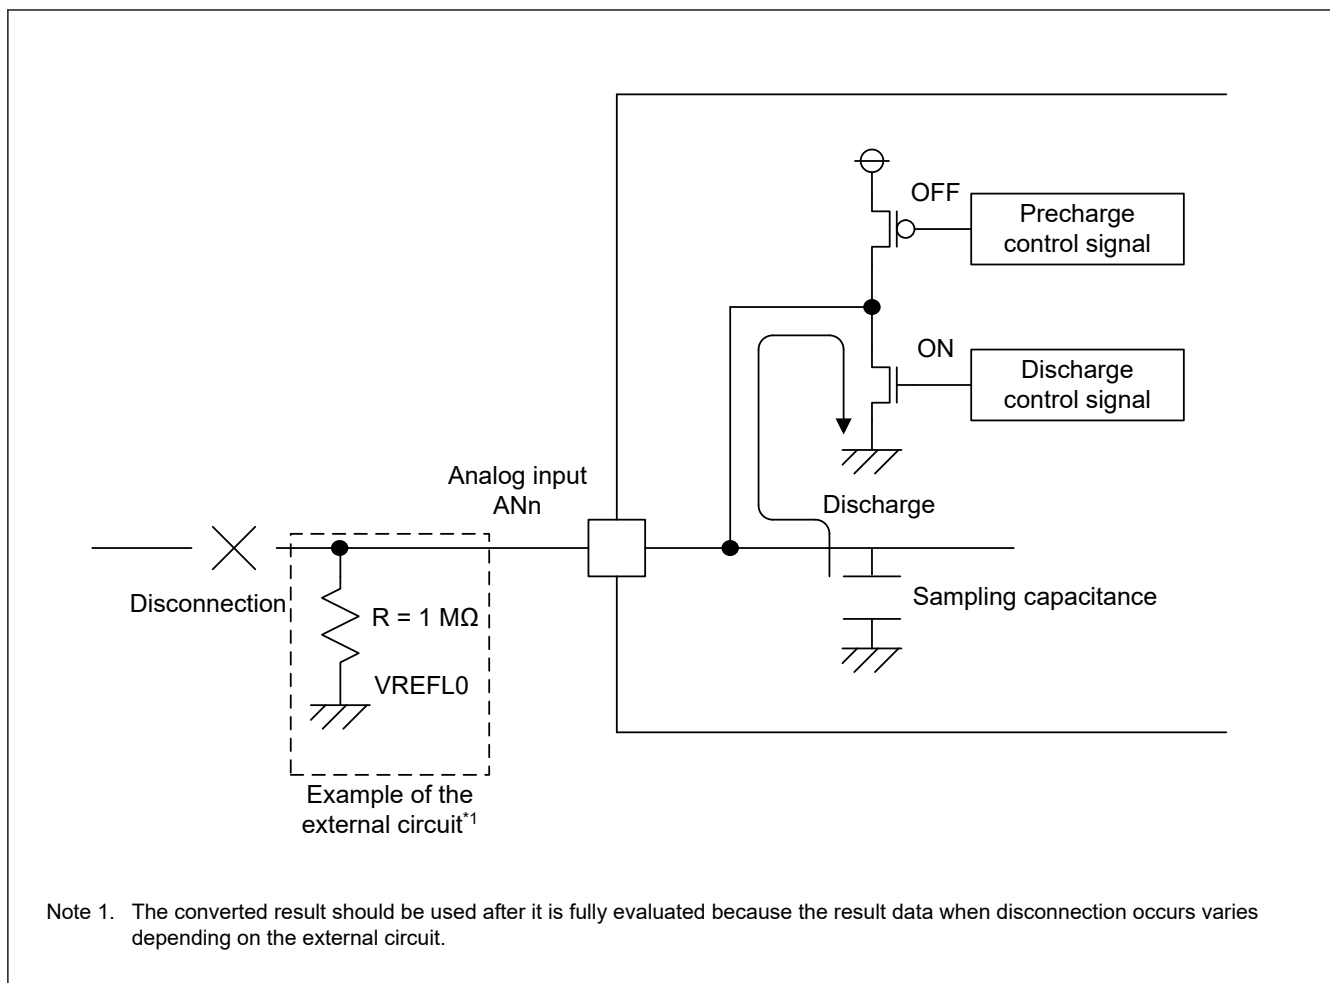 OFF
Precharge
control signal
ON
Discharge
control signal
Analog input
ANn
Discharge
Disconnection
Sampling capacitance
R = 1 MΩ
VREFL0
Example of the
external circuit*1
Note 1. The converted result should be used after it is fully evaluated because the result data when disconnection occurs varies
depending on the external circuit.